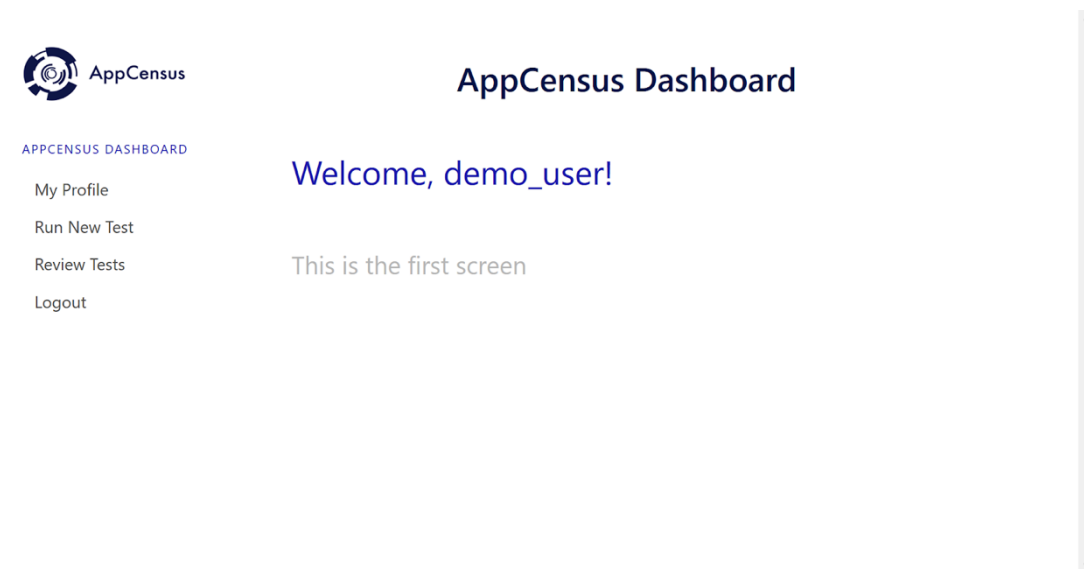 AppCensus
APPCENSUS DASHBOARD
My Profile
Run New Test
Review Tests
Logout
AppCensus Dashboard
Welcome, demo_user!
This is the first screen